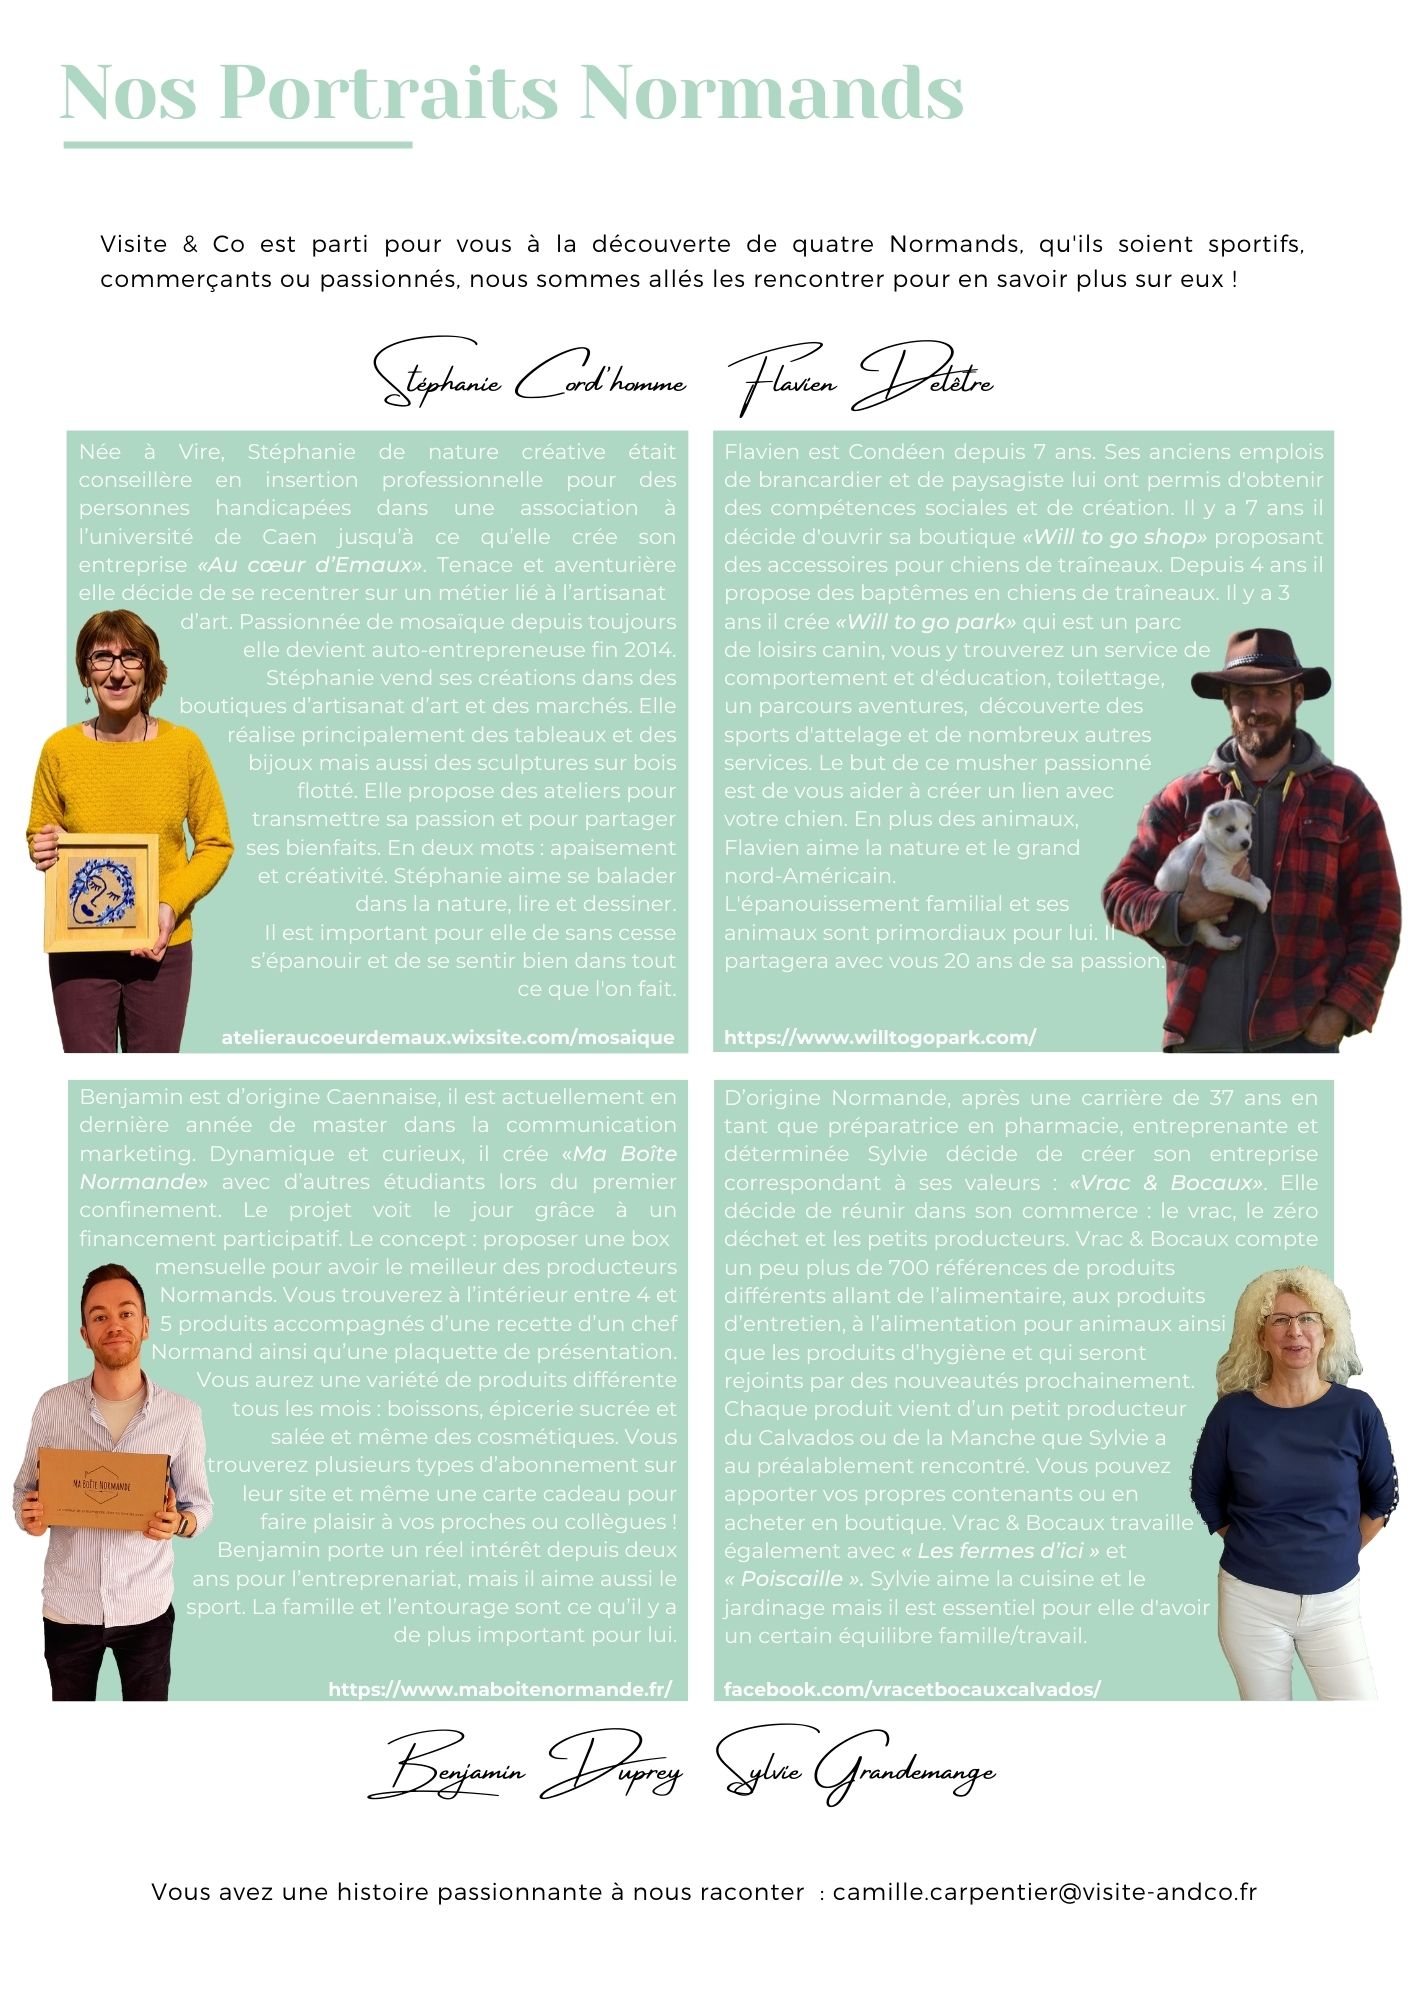 Nos Portraits Normands
Visite & Co est parti pour vous à la découverte de quatre Normands, qu'ils soient sportifs,
commerçants ou passionnés, nous sommes allés les rencontrer pour en savoir plus sur eux !
Stéphanie Cord'homme
Née à Vire, Stéphanie de nature créative était
conseillère en insertion professionnelle pour des
personnes handicapées dans une association à
l’université de Caen jusqu’à ce qu’elle crée son
entreprise «Au cœur d’Emaux». Tenace et aventurière
elle décide de se recentrer sur un métier lié à l’artisanat
d’art. Passionnée de mosaïque depuis toujours
elle devient auto-entrepreneuse fin 2014.
Stéphanie vend ses créations dans des
boutiques d’artisanat d’art et des marchés. Elle
réalise principalement des tableaux et des
bijoux mais aussi des sculptures sur bois
flotté. Elle propose des ateliers pour
transmettre sa passion et pour partager
ses bienfaits. En deux mots : apaisement
et créativité. Stéphanie aime se balader
dans la nature, lire et dessiner.
Il est important pour elle de sans cesse
s’épanouir et de se sentir bien dans tout
ce que l'on fait.
atelieraucoeurdemaux.wixsite.com/mosaique
Flavien Detêtre
Flavien est Condéen depuis 7 ans. Ses anciens emplois
de brancardier et de paysagiste lui ont permis d'obtenir
des compétences sociales et de création. Il y a 7 ans il
décide d'ouvrir sa boutique «Will to go shop» proposant
des accessoires pour chiens de traîneaux. Depuis 4 ans il
propose des baptêmes en chiens de traîneaux. Il y a 3
ans il crée «Will to go park» qui est un parc
de loisirs canin, vous y trouverez un service de
comportement et d'éducation, toilettage,
un parcours aventures, découverte des
sports d'attelage et de nombreux autres
services. Le but de ce musher passionné
est de vous aider à créer un lien avec
votre chien. En plus des animaux,
Flavien aime la nature et le grand
nord-Américain.
L'épanouissement familial et ses
animaux sont primordiaux pour lui. Il
partagera avec vous 20 ans de sa passion.
https://www.willtogopark.com/
Benjamin est d’origine Caennaise, il est actuellement en
dernière année de master dans la communication
marketing. Dynamique et curieux, il crée «Ma Boîte
Normande» avec d’autres étudiants lors du premier
confinement. Le projet voit le jour grâce à un
financement participatif. Le concept : proposer une box
mensuelle pour avoir le meilleur des producteurs
Normands. Vous trouverez à l’intérieur entre 4 et
5 produits accompagnés d’une recette d’un chef
Normand ainsi qu’une plaquette de présentation.
Vous aurez une variété de produits différente
tous les mois : boissons, épicerie sucrée et
salée et même des cosmétiques. Vous
trouverez plusieurs types d’abonnement sur
leur site et même une carte cadeau pour
faire plaisir à vos proches ou collègues !
Benjamin porte un réel intérêt depuis deux
ans pour l’entreprenariat, mais il aime aussi le
sport. La famille et l’entourage sont ce qu’il y a
de plus important pour lui.
MA BOÎTE NORMANDE
https://www.maboitenormande.fr/
Benjamin Duprey
D’origine Normande, après une carrière de 37 ans en
tant que préparatrice en pharmacie, entreprenante et
déterminée Sylvie décide de créer son entreprise
correspondant à ses valeurs : «Vrac & Bocaux». Elle
décide de réunir dans son commerce : le vrac, le zéro
déchet et les petits producteurs. Vrac & Bocaux compte
un peu plus de 700 références de produits
différents allant de l’alimentaire, aux produits
d’entretien, à l’alimentation pour animaux ainsi
que les produits d’hygiène et qui seront
rejoints par des nouveautés prochainement.
Chaque produit vient d’un petit producteur
du Calvados ou de la Manche que Sylvie a
au préalablement rencontré. Vous pouvez
apporter vos propres contenants ou en
acheter en boutique. Vrac & Bocaux travaille
également avec « Les fermes d’ici » et
« Poiscaille ». Sylvie aime la cuisine et le
jardinage mais il est essentiel pour elle d'avoir
un certain équilibre famille/travail.
facebook.com/vracetbocauxcalvados/
Sylvie Grandemange
Vous avez une histoire passionnante à nous raconter : camille.carpentier@visite-andco.fr